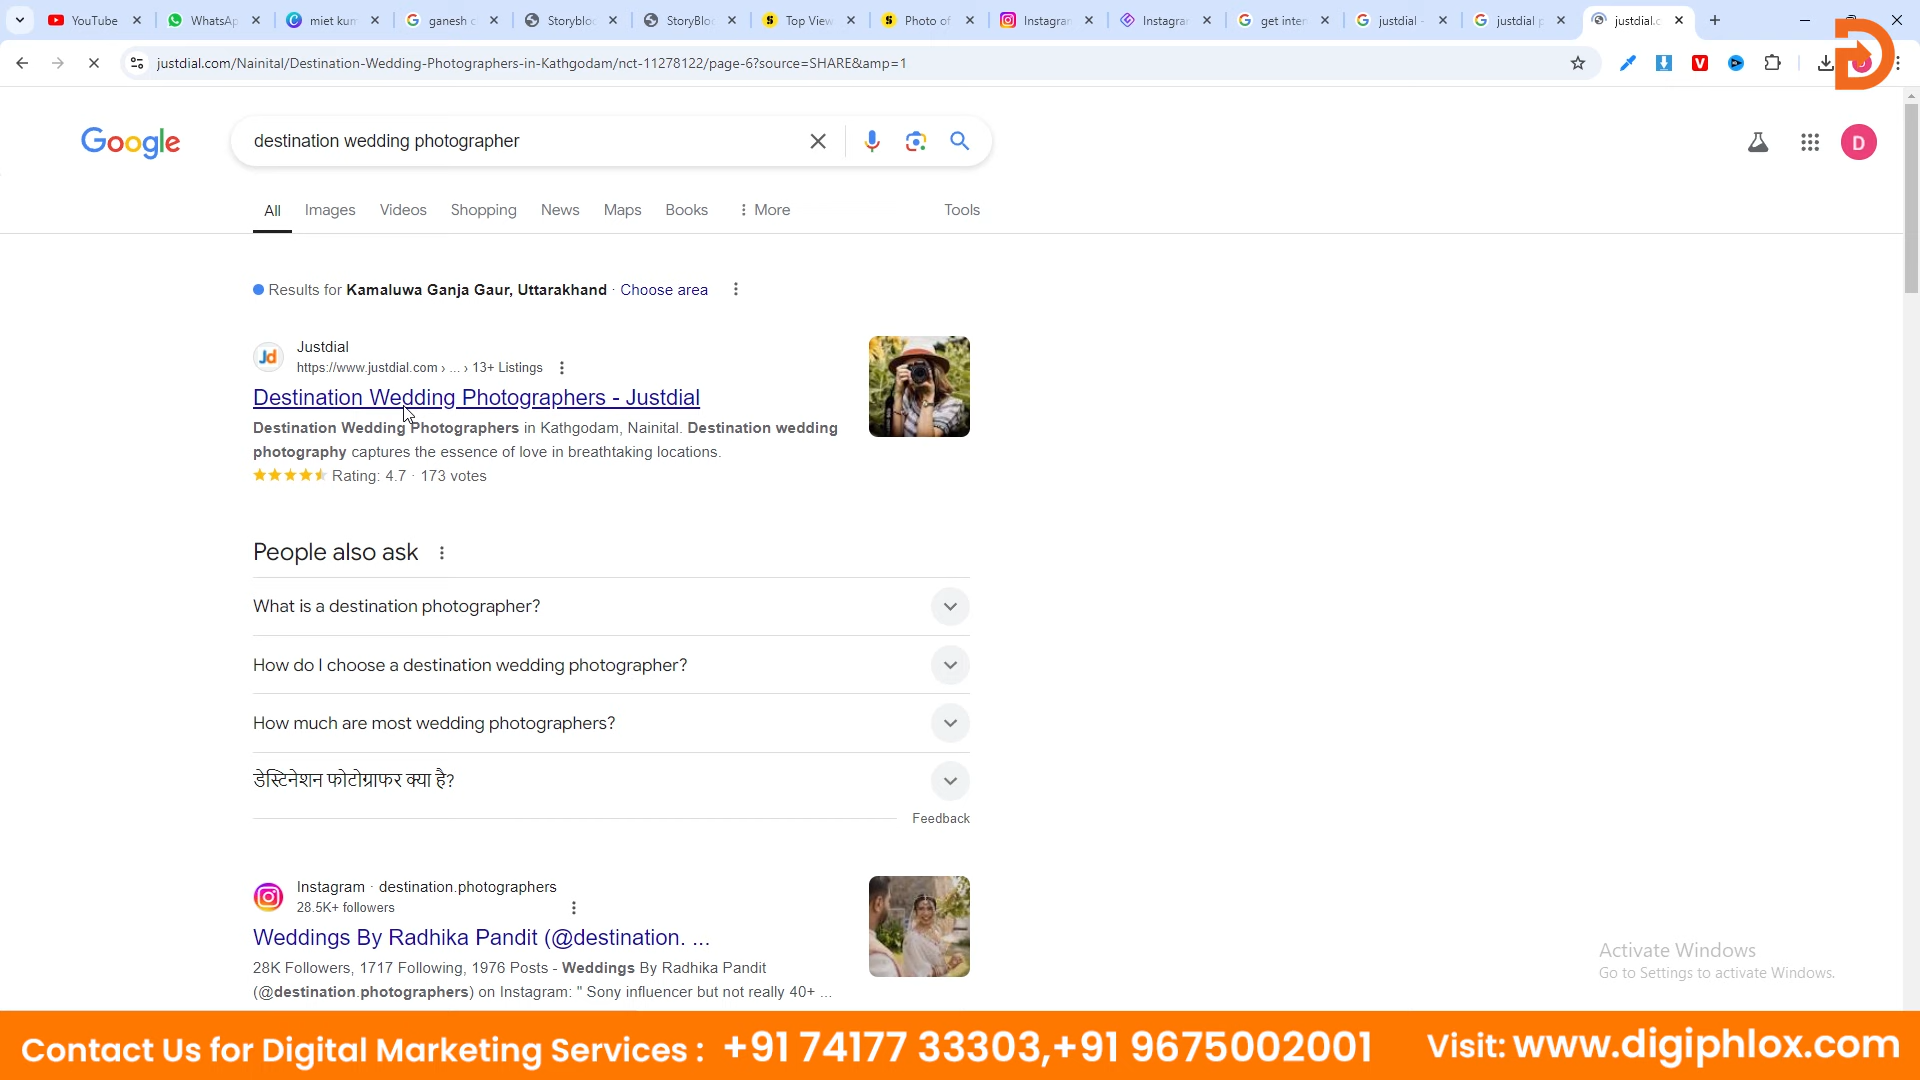 YouTube
WhatsAp
miet kum
ganesh c
Storybloc
StoryBloc
Top View
Photo of
Instagram
Instagram
get inter
justdial -
justdial p
justdial.c
justdial.com/Nainital/Destination-Wedding-Photographers-in-Kathgodam/nct-11278122/page-6?source=SHARE&amp=1
Google
destination wedding photographer
D
All Images Videos Shopping News Maps Books More Tools
Results for Kamaluwa Ganja Gaur, Uttarakhand · Choose area
Jd
Justdial
https://www.justdial.com › ... › 13+ Listings
Destination Wedding Photographers - Justdial
Destination Wedding Photographers in Kathgodam, Nainital. Destination wedding
photography captures the essence of love in breathtaking locations.
Rating: 4.7 · 173 votes
People also ask
What is a destination photographer?
How do I choose a destination wedding photographer?
How much are most wedding photographers?
डेस्टिनेशन फोटोग्राफर क्या है?
Feedback
Instagram · destination.photographers
28.5K+ followers
Weddings By Radhika Pandit (@destination. ...
28K Followers, 1717 Following, 1976 Posts - Weddings By Radhika Pandit
(@destination.photographers) on Instagram: " Sony influencer but not really 40+ ...
Activate Windows
Go to Settings to activate Windows.
Contact Us for Digital Marketing Services : +91 74177 33303,+91 9675002001 Visit: www.digiphlox.com